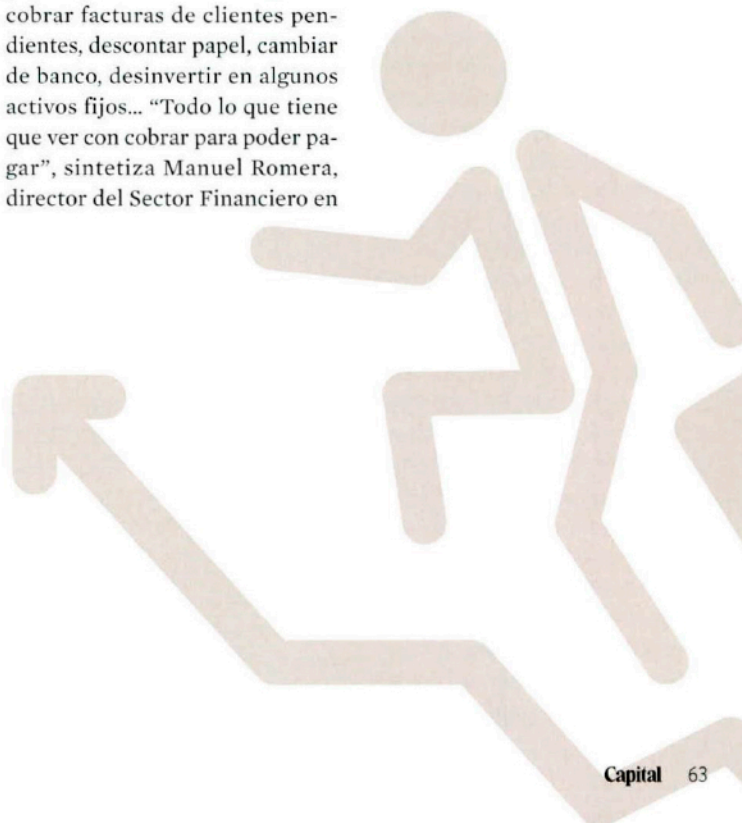 cobrar facturas de clientes pen-
dientes, descontar papel, cambiar
de banco, desinvertir en algunos
activos fijos... “Todo lo que tiene
que ver con cobrar para poder pa-
gar”, sintetiza Manuel Romera,
director del Sector Financiero en
Capital 63